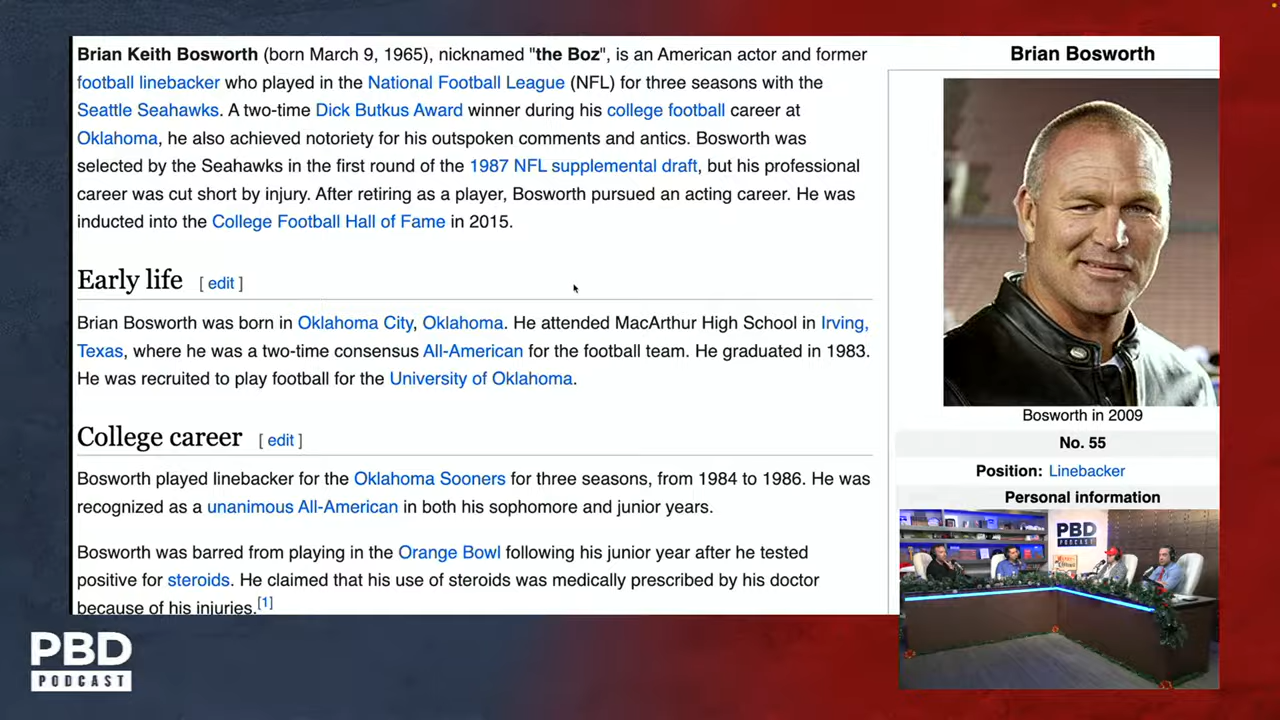 Brian Keith Bosworth (born March 9, 1965), nicknamed "the Boz", is an American actor and former
football linebacker who played in the National Football League (NFL) for three seasons with the
Seattle Seahawks. A two-time Dick Butkus Award winner during his college football career at
Oklahoma, he also achieved notoriety for his outspoken comments and antics. Bosworth was
selected by the Seahawks in the first round of the 1987 NFL supplemental draft, but his professional
career was cut short by injury. After retiring as a player, Bosworth pursued an acting career. He was
inducted into the College Football Hall of Fame in 2015.
Early life [ edit ]
Brian Bosworth was born in Oklahoma City, Oklahoma. He attended MacArthur High School in Irving,
Texas, where he was a two-time consensus All-American for the football team. He graduated in 1983.
He was recruited to play football for the University of Oklahoma.
College career [ edit ]
Bosworth played linebacker for the Oklahoma Sooners for three seasons, from 1984 to 1986. He was
recognized as a unanimous All-American in both his sophomore and junior years.
Bosworth was barred from playing in the Orange Bowl following his junior year after he tested
positive for steroids. He claimed that his use of steroids was medically prescribed by his doctor
because of his injuries.[1]
Brian Bosworth
Bosworth in 2009
No. 55
Position: Linebacker
Personal information
PBD
PODCAST
PBD
PODCAST